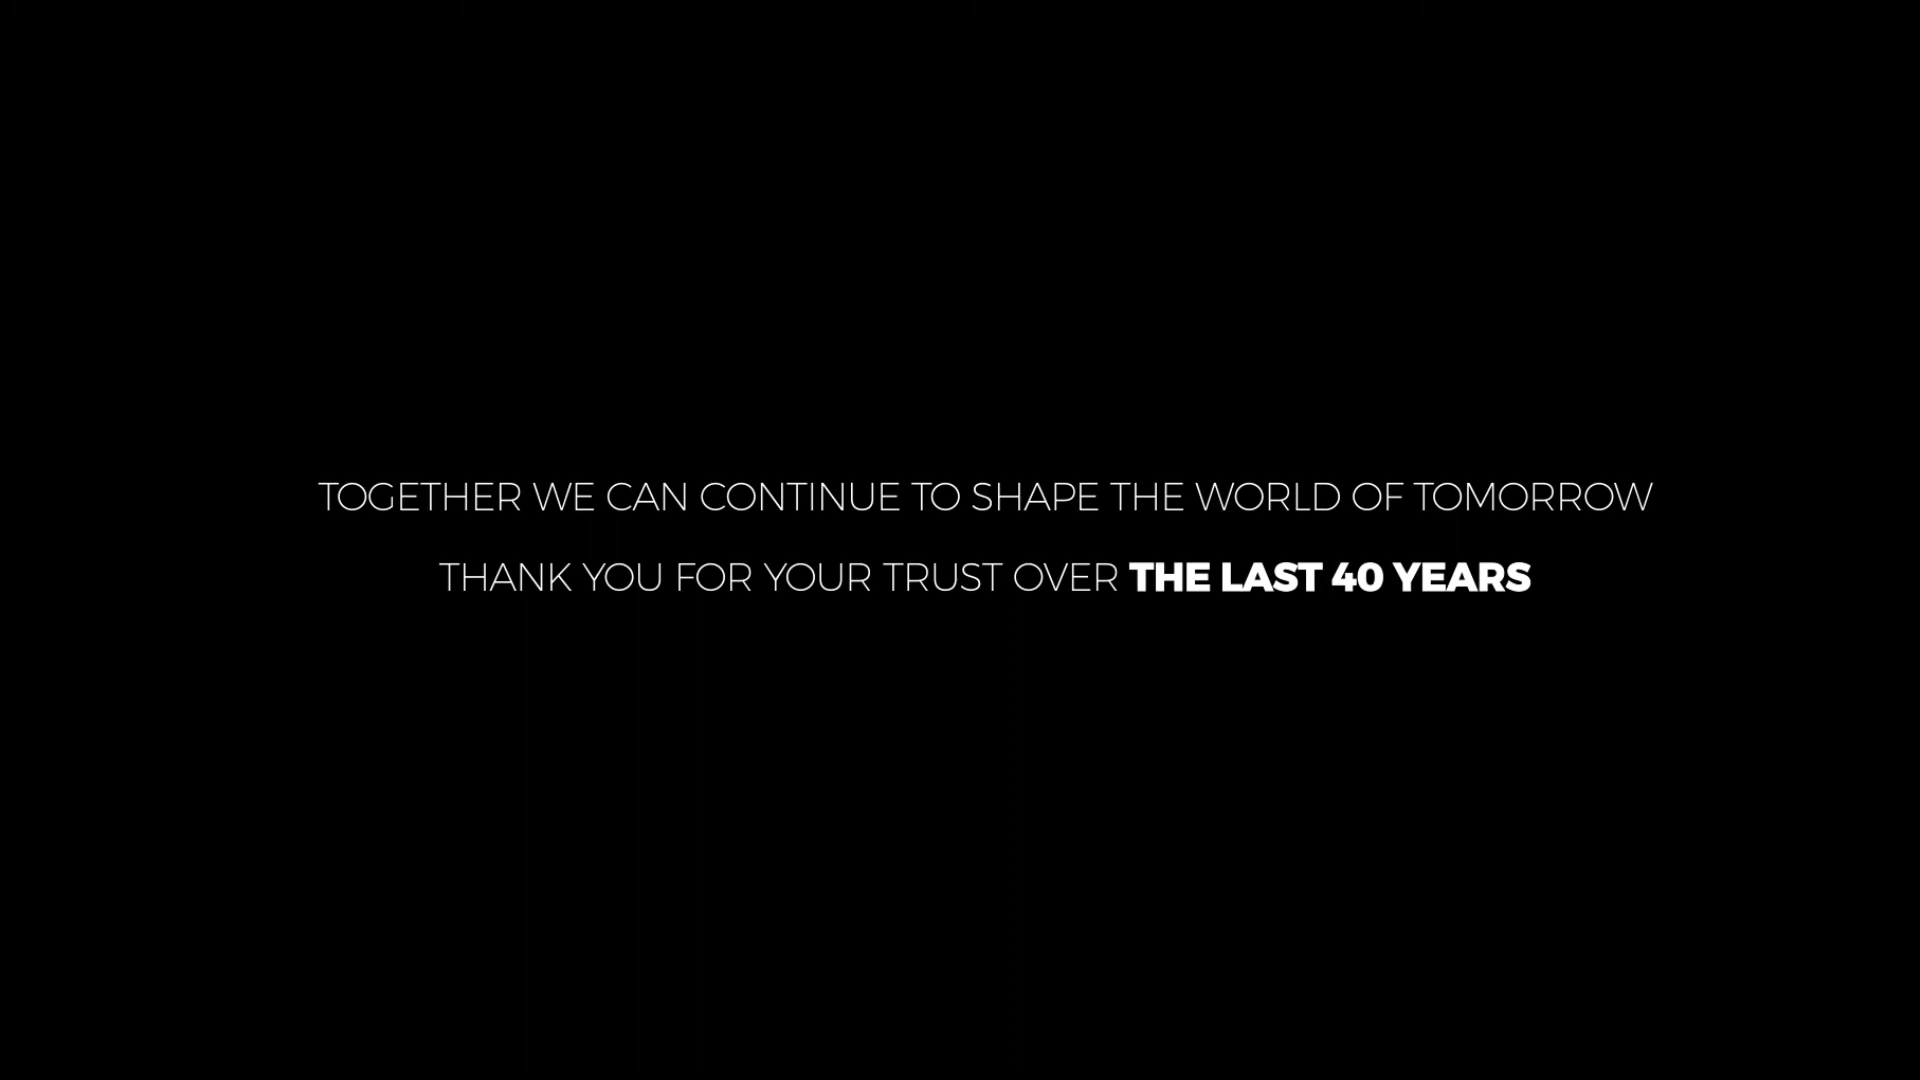 TOGETHER WE CAN CONTINUE TO SHAPE THE WORLD OF TOMORROW
THANK YOU FOR YOUR TRUST OVER THE LAST 40 YEARS